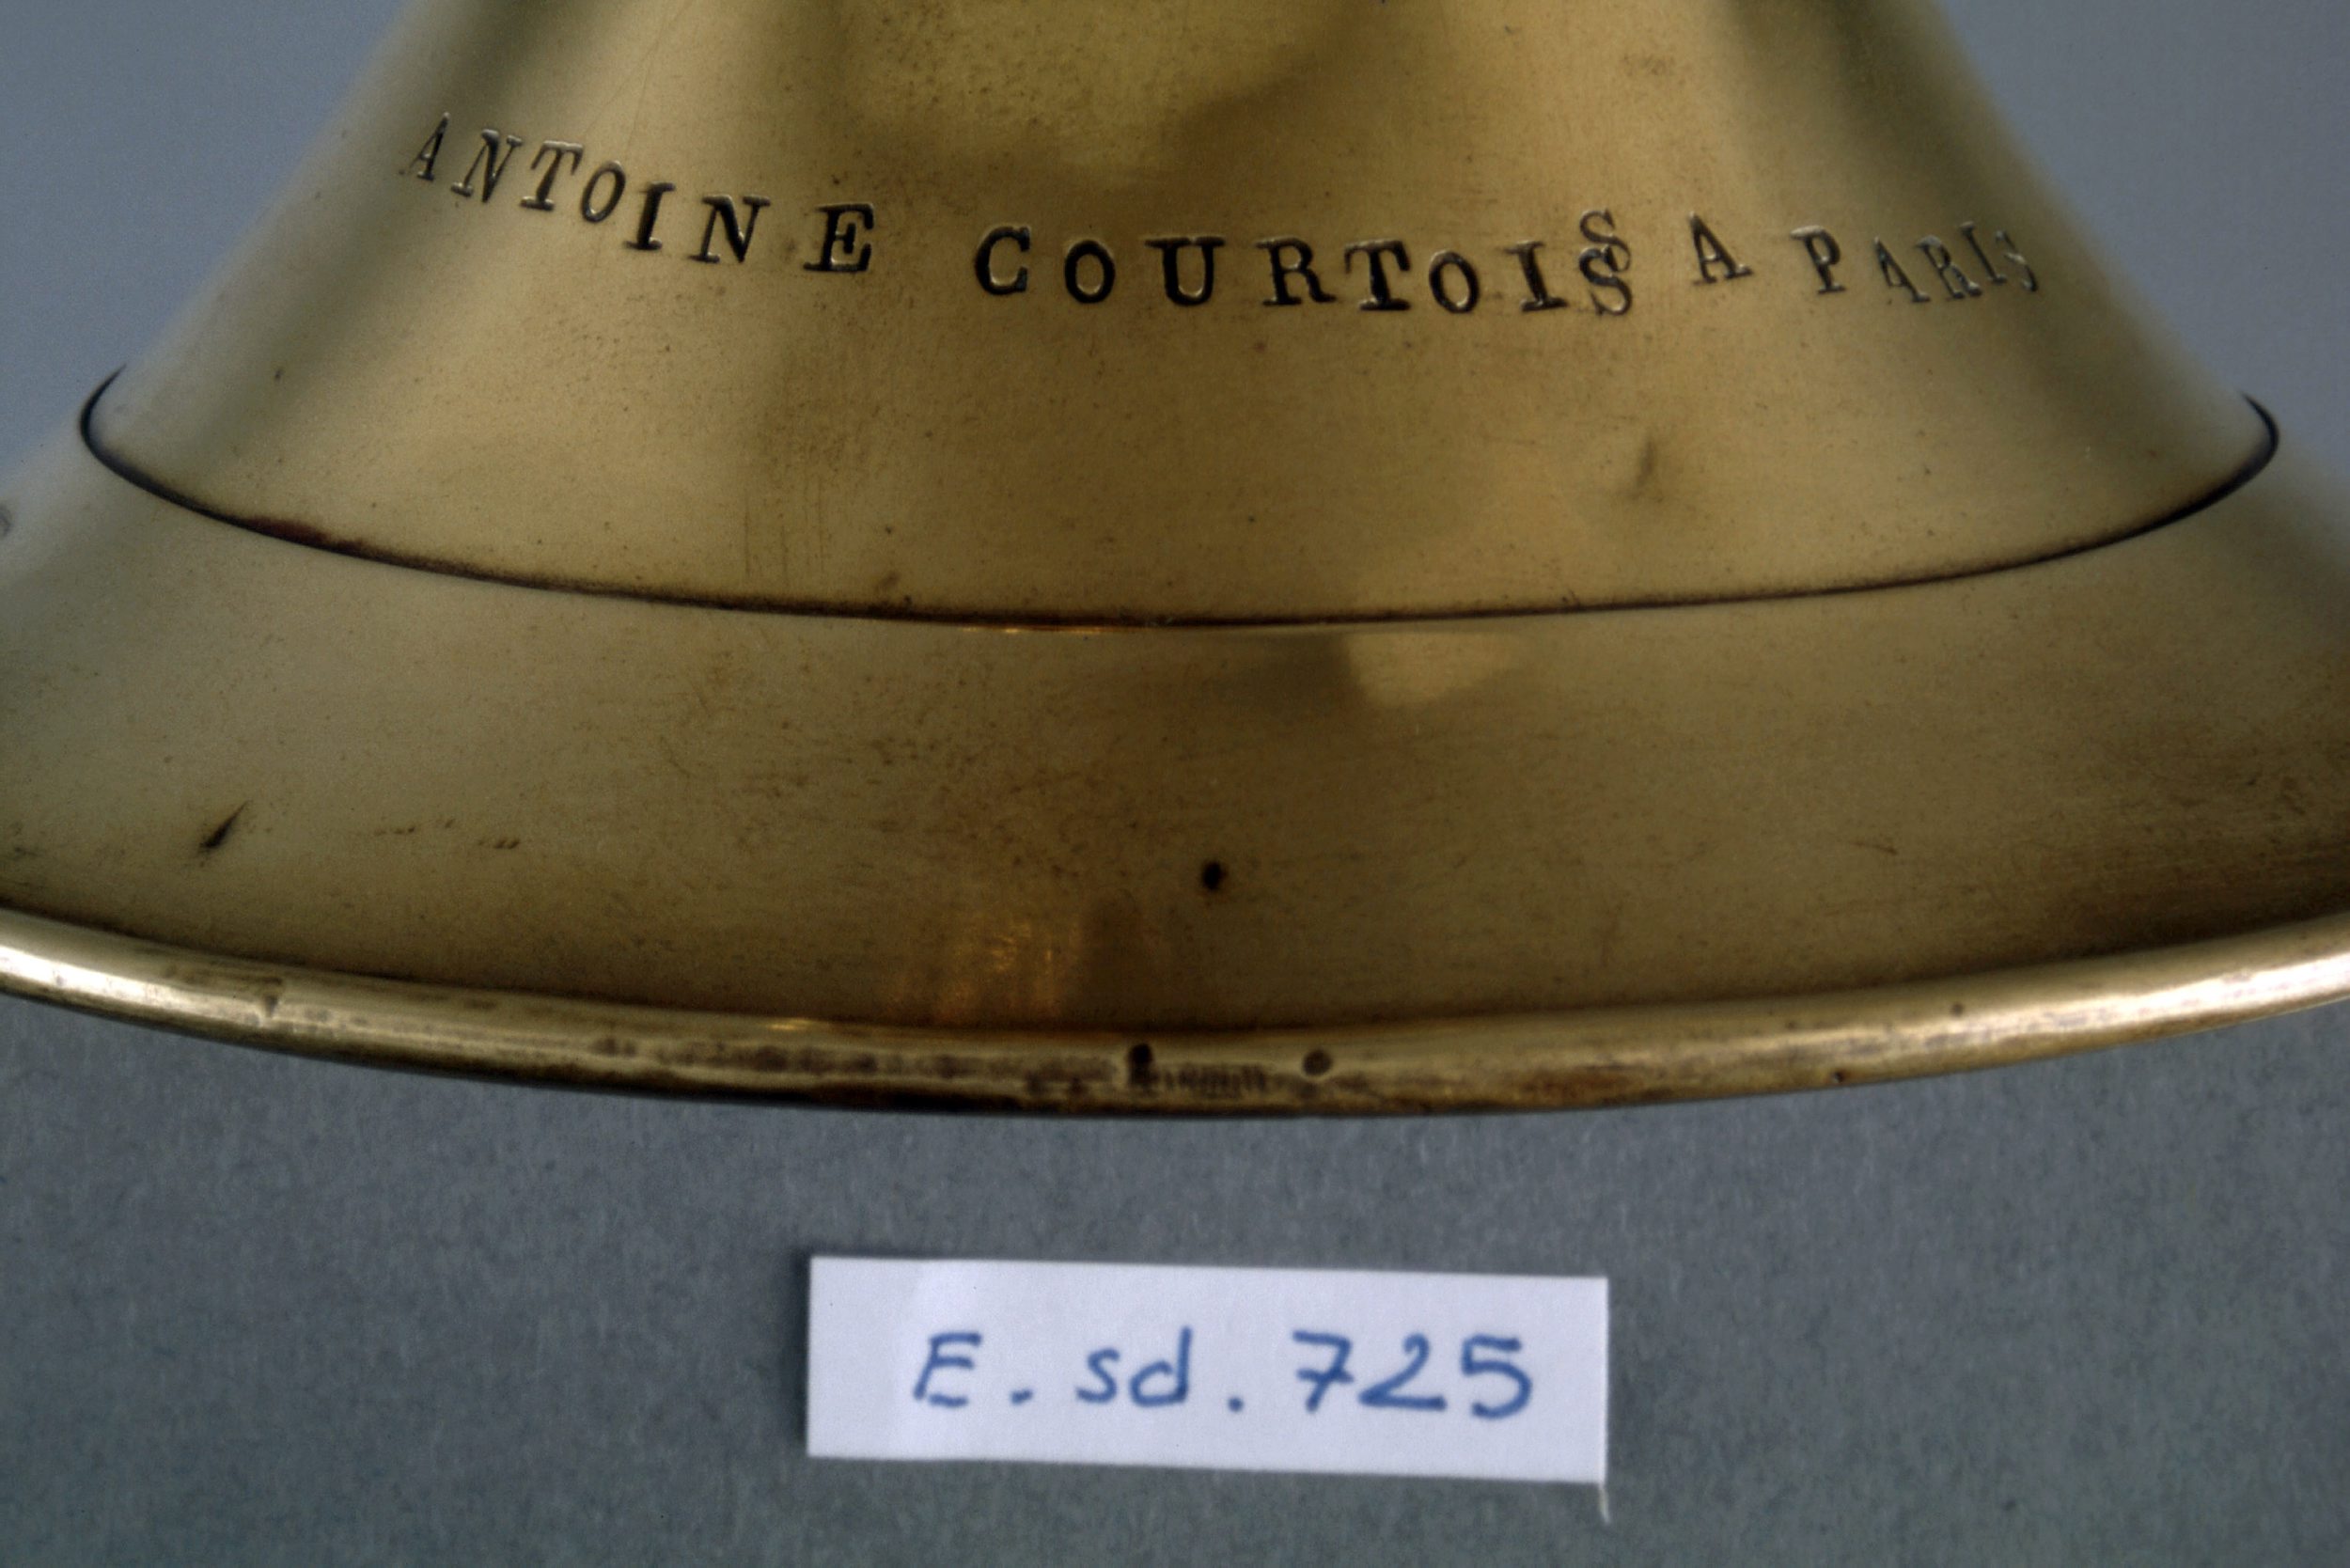 ANTOINE COURTOIS A PARIS
E. sd. 725